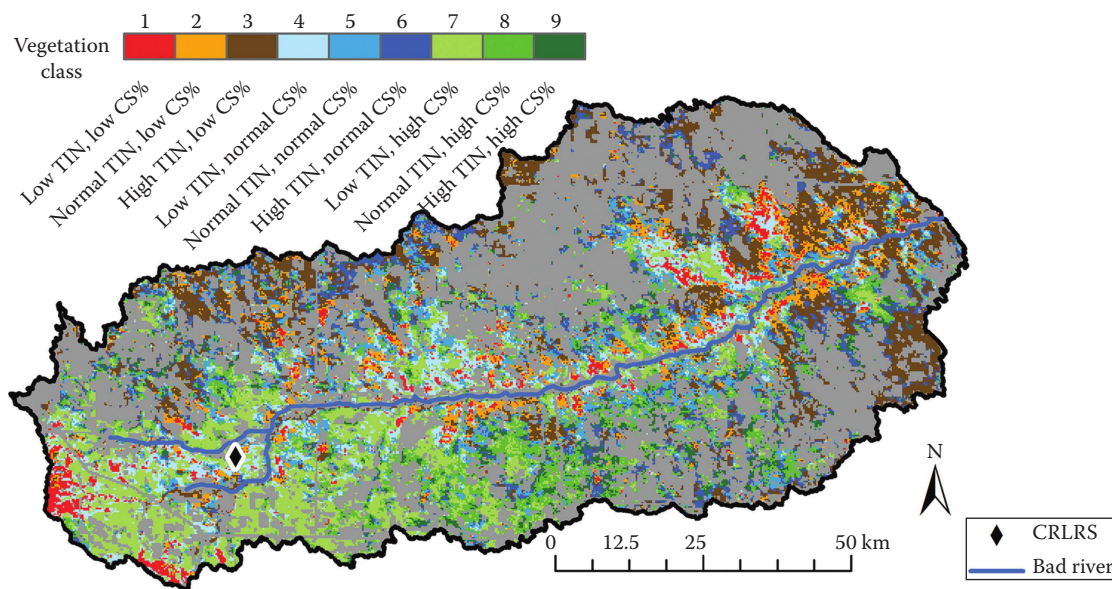 1 2 3 4 5 6 7 8 9
Vegetation
class
Low TIN, low CS%
Normal TIN, low CS%
High TIN, low CS%
Low TIN, normal CS%
Normal TIN, normal CS%
High TIN, normal CS%
Low TIN, high CS%
Normal TIN, high CS%
High TIN, high CS%
N
0 12.5 25 50 km
CRLRS
Bad river